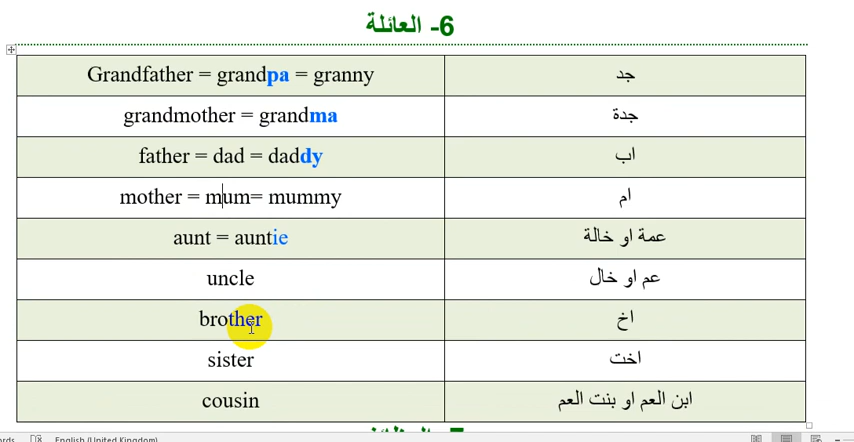 6- العائلة
Grandfather = grandpa = granny جد
grandmother = grandma جدة
father = dad = daddy اب
mother = mum= mummy ام
aunt = auntie عمة او خالة
uncle عم او خال
brother اخ
sister اخت
cousin ابن العم او بنت العم
English (United Kingdom)